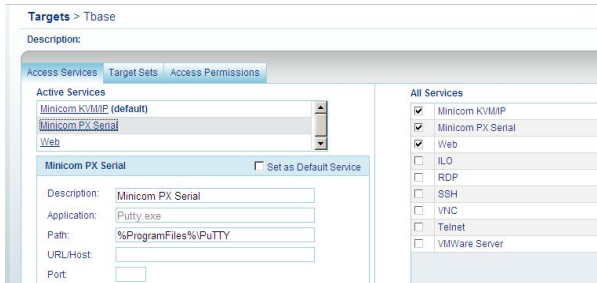 Targets > Tbase
Description:
Access Services Target Sets Access Permissions
Active Services
Minicom KVM/IP (default)
Minicom PX Serial
Web
Minicom PX Serial Set as Default Service
Description: Minicom PX Serial
Application: Putty.exe
Path: %ProgramFiles%\PuTTY
URL/Host:
Port:
All Services
Minicom KVM/IP
Minicom PX Serial
Web
ILO
RDP
SSH
VNC
Telnet
VMWare Server